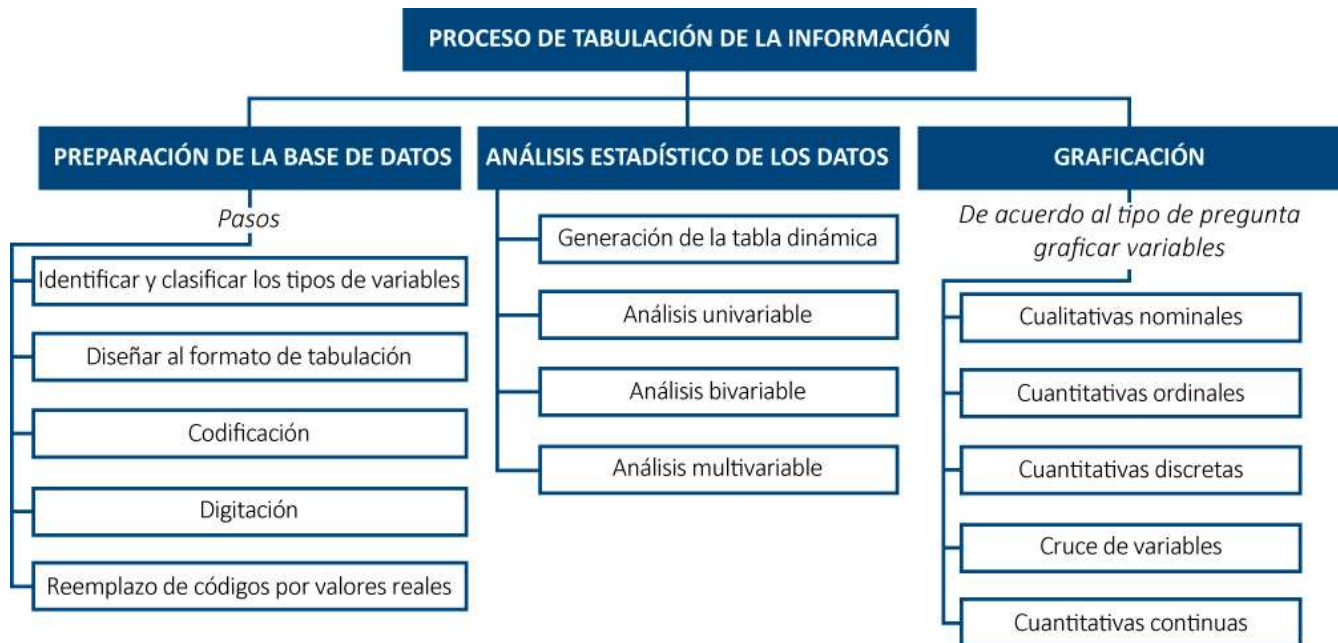 PROCESO DE TABULACIÓN DE LA INFORMACIÓN
PREPARACIÓN DE LA BASE DE DATOS
Pasos
Identificar y clasificar los tipos de variables
Diseñar al formato de tabulación
Codificación
Digitación
Reemplazo de códigos por valores reales
ANÁLISIS ESTADÍSTICO DE LOS DATOS
Generación de la tabla dinámica
Análisis univariable
Análisis bivariable
Análisis multivariable
GRAFICACIÓN
De acuerdo al tipo de pregunta
graficar variables
Cualitativas nominales
Cuantitativas ordinales
Cuantitativas discretas
Cruce de variables
Cuantitativas continuas